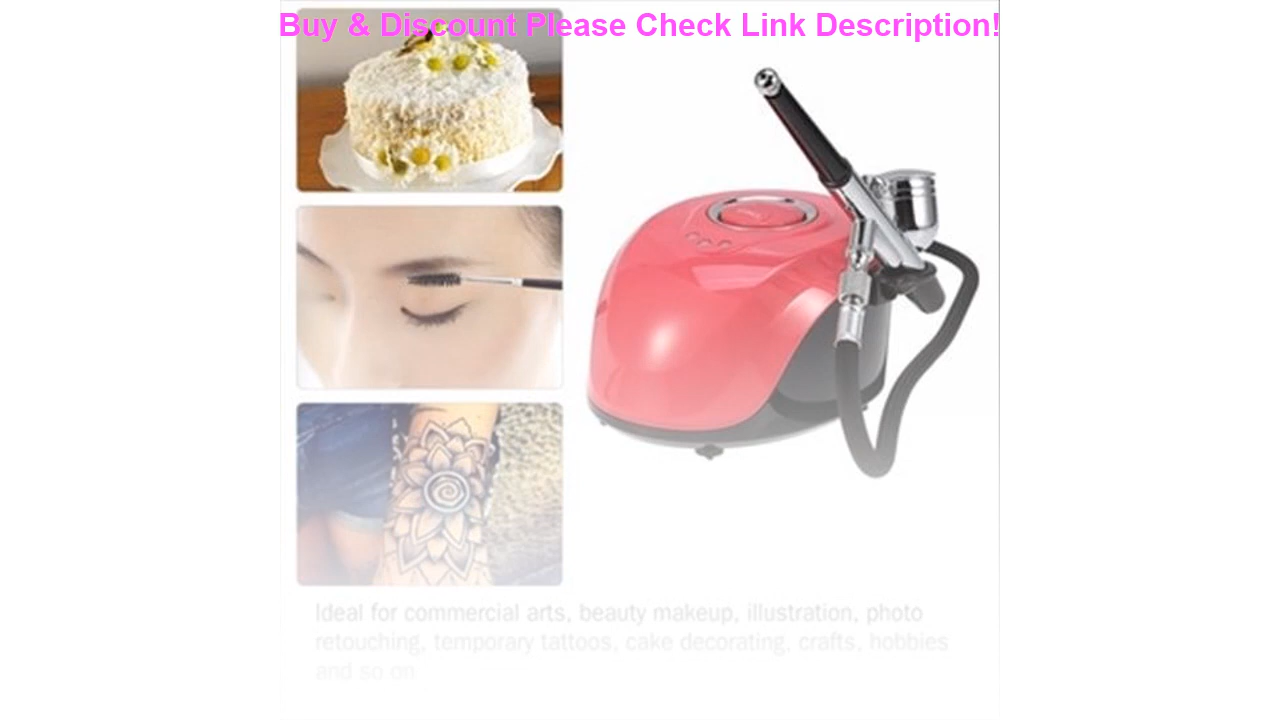 Buy & Discount Please Check Link Description!
Ideal for commercial arts, beauty makeup, illustration, photo
retouching, temporary tattoos, cake decorating, crafts, hobbies
and so on